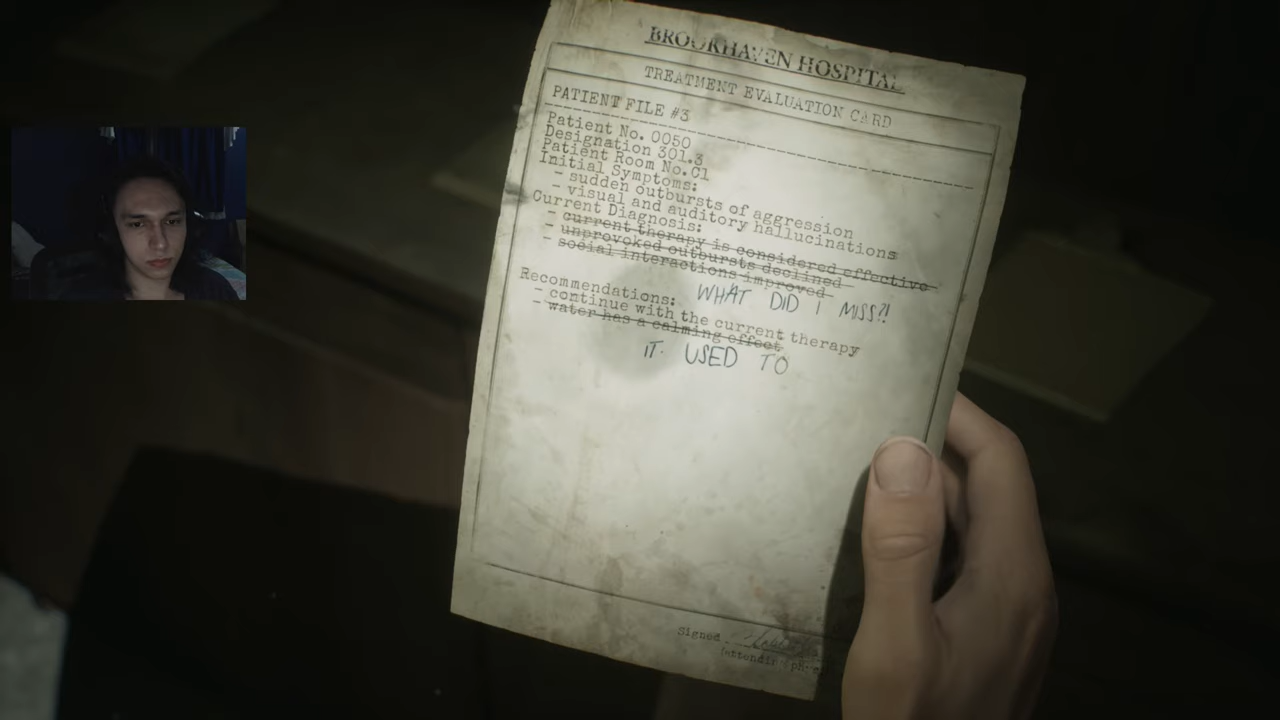 BROOKHAVEN HOSPITAL
TREATMENT EVALUATION CARD
PATIENT FILE #3
Patient No. 0050
Designation 301.3
Patient Room No. C1
Initial Symptoms:
- sudden outbursts of aggression
- visual and auditory hallucinations
Current Diagnosis:
- current therapy is considered effective
- unprovoked outbursts declined
- social interactions improved
WHAT DID I MISS?!
Recommendations:
- continue with the current therapy
- water has a calming effect
IT USED TO
Signed